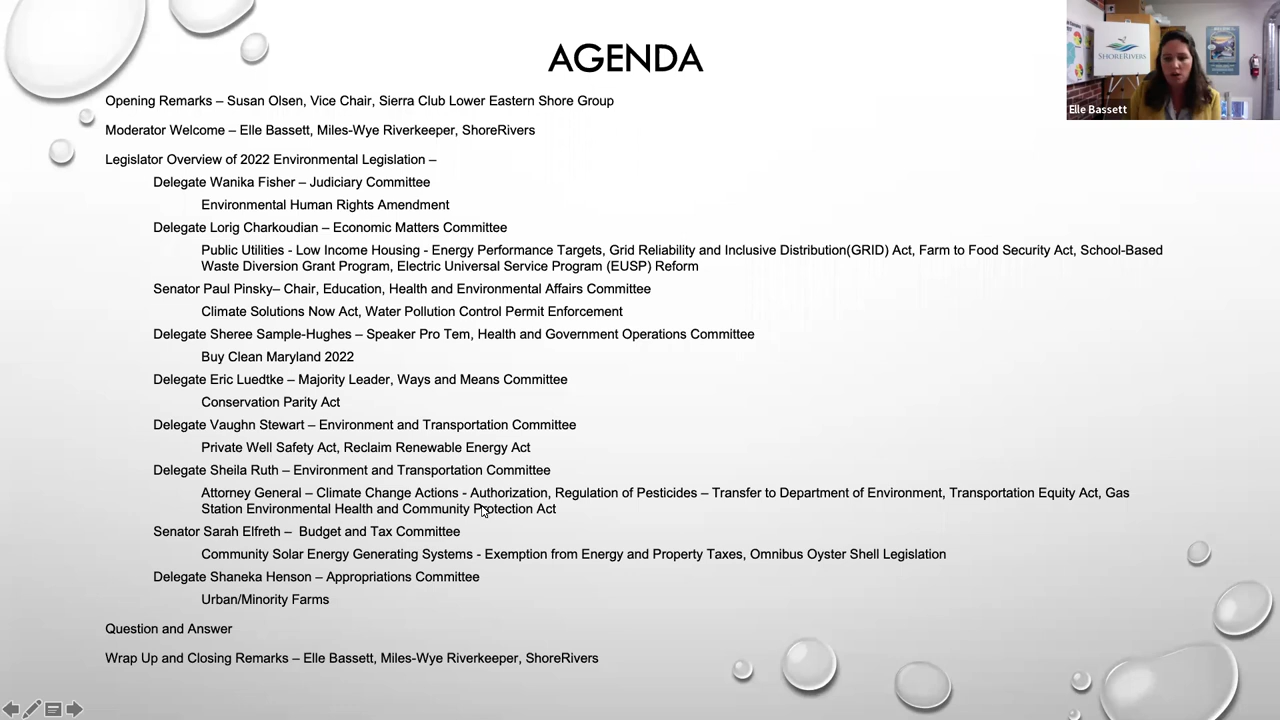 AGENDA
SHORERIVERS
Elle Bassett
Opening Remarks – Susan Olsen, Vice Chair, Sierra Club Lower Eastern Shore Group
Moderator Welcome – Elle Bassett, Miles-Wye Riverkeeper, ShoreRivers
Legislator Overview of 2022 Environmental Legislation –
Delegate Wanika Fisher – Judiciary Committee
Environmental Human Rights Amendment
Delegate Lorig Charkoudian – Economic Matters Committee
Public Utilities - Low Income Housing - Energy Performance Targets, Grid Reliability and Inclusive Distribution(GRID) Act, Farm to Food Security Act, School-Based
Waste Diversion Grant Program, Electric Universal Service Program (EUSP) Reform
Senator Paul Pinsky– Chair, Education, Health and Environmental Affairs Committee
Climate Solutions Now Act, Water Pollution Control Permit Enforcement
Delegate Sheree Sample-Hughes – Speaker Pro Tem, Health and Government Operations Committee
Buy Clean Maryland 2022
Delegate Eric Luedtke – Majority Leader, Ways and Means Committee
Conservation Parity Act
Delegate Vaughn Stewart – Environment and Transportation Committee
Private Well Safety Act, Reclaim Renewable Energy Act
Delegate Sheila Ruth – Environment and Transportation Committee
Attorney General – Climate Change Actions - Authorization, Regulation of Pesticides – Transfer to Department of Environment, Transportation Equity Act, Gas
Station Environmental Health and Community Protection Act
Senator Sarah Elfreth –  Budget and Tax Committee
Community Solar Energy Generating Systems - Exemption from Energy and Property Taxes, Omnibus Oyster Shell Legislation
Delegate Shaneka Henson – Appropriations Committee
Urban/Minority Farms
Question and Answer
Wrap Up and Closing Remarks – Elle Bassett, Miles-Wye Riverkeeper, ShoreRivers